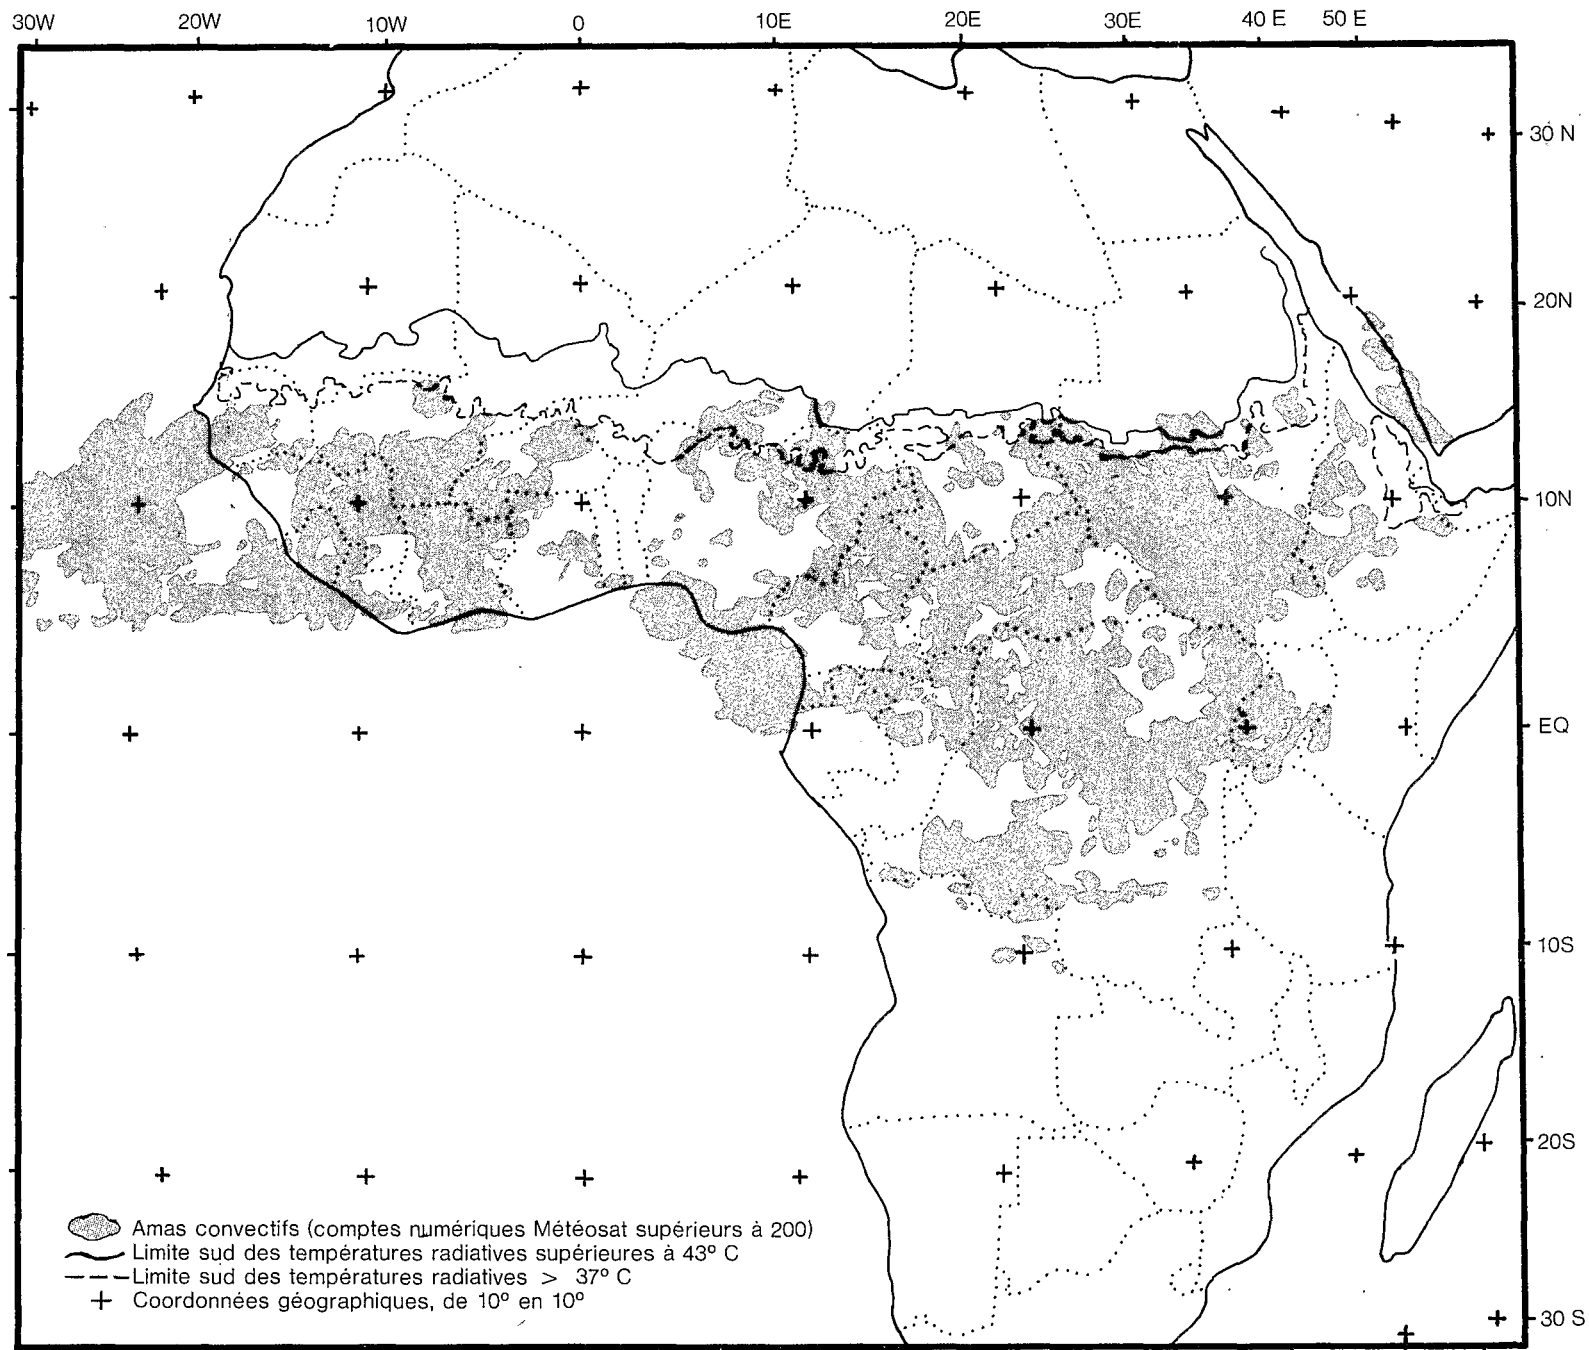 30W 20W 10W 0 10E 20E 30E 40 E 50 E
30 N
20N
10N
EQ
10S
20S
30 S
Amas convectifs (comptes numériques Météosat supérieurs à 200)
Limite sud des températures radiatives supérieures à 43° C
Limite sud des températures radiatives > 37° C
Coordonnées géographiques, de 10° en 10°